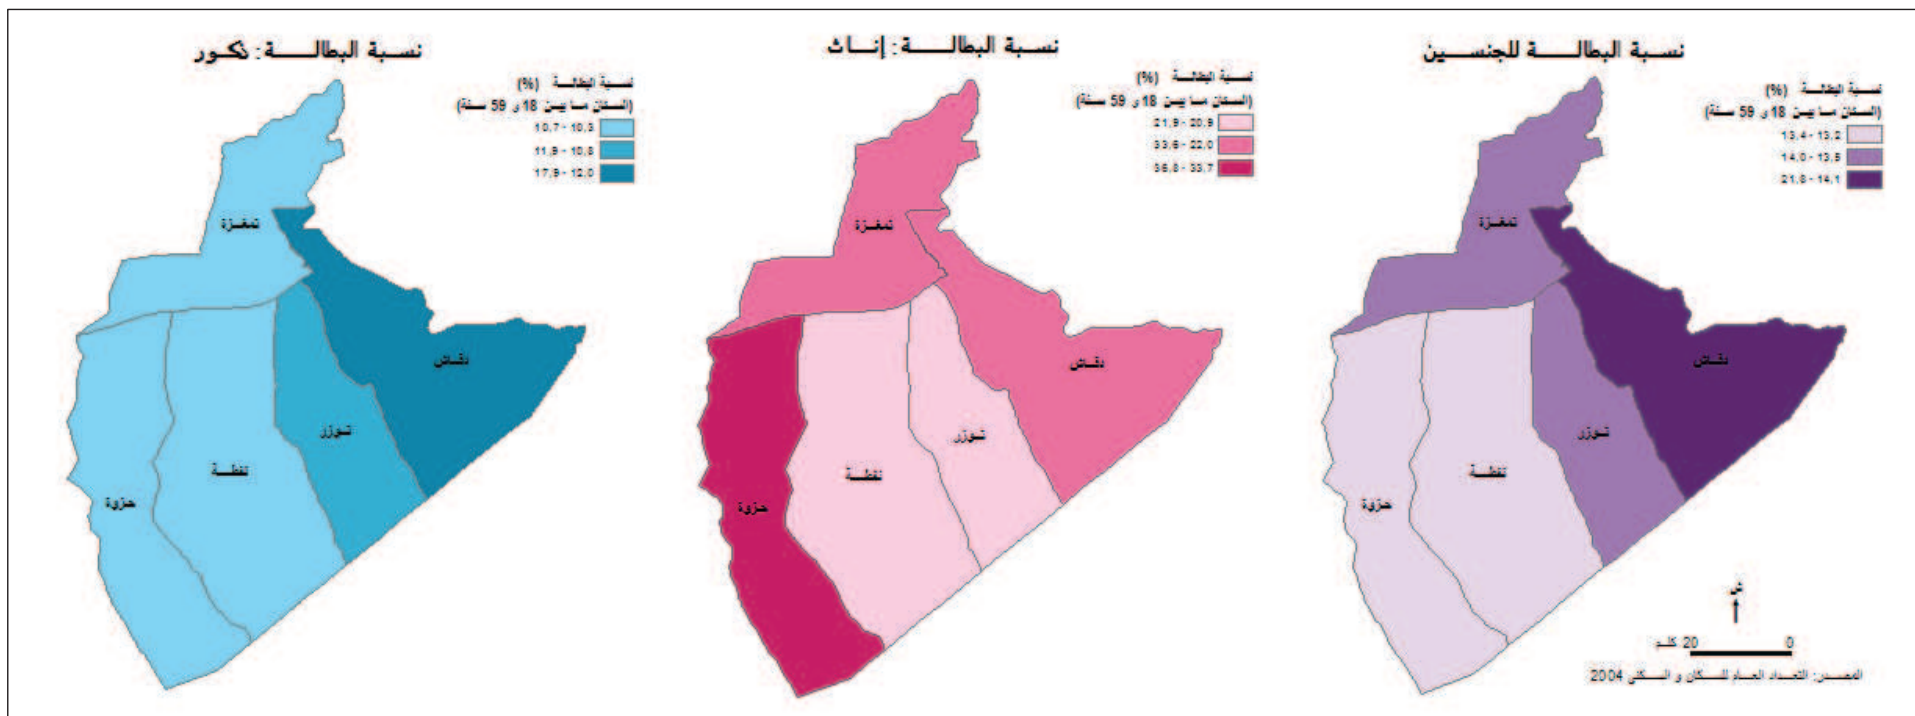 نسبة البطالة للجنسين
نسبة البطالة (%)
(السكان ما بين 18 و 59 سنة)
13.4 - 13.2
14.0 - 13.5
21.8 - 14.1
تمغزة
دقاش
توزر
نفطة
حزوة
ش
20 كلم 0
المصدر: التعداد العام للسكان و السكنى 2004
نسبة البطالة : إناث
نسبة البطالة (%)
(السكان ما بين 18 و 59 سنة)
21.9 - 20.9
33.6 - 22.0
36.8 - 33.7
تمغزة
دقاش
توزر
نفطة
حزوة
نسبة البطالة : ذكور
نسبة البطالة (%)
(السكان ما بين 18 و 59 سنة)
10.7 - 10.3
11.9 - 10.8
17.9 - 12.0
تمغزة
دقاش
توزر
نفطة
حزوة